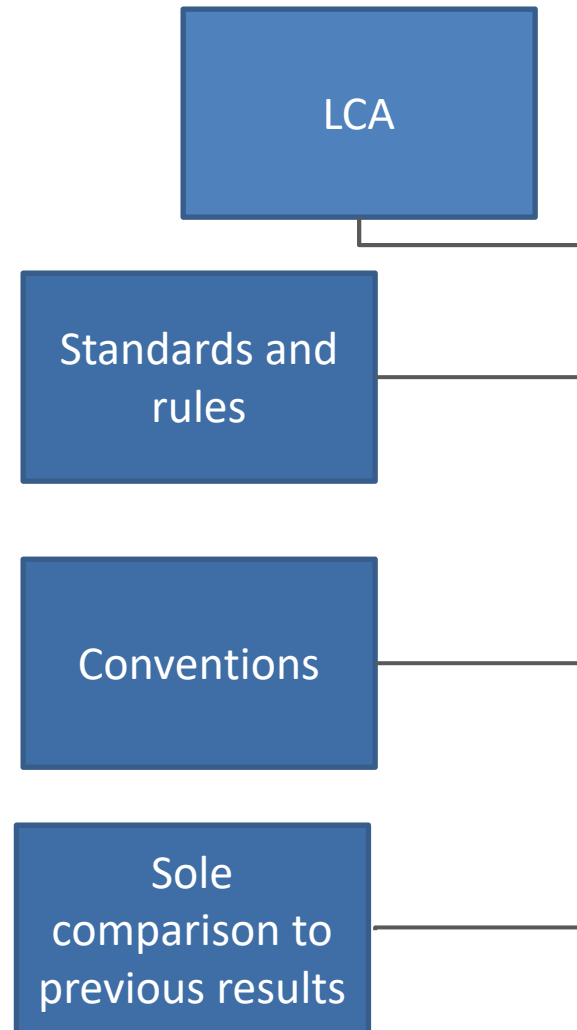 LCA
Standards and
rules
Conventions
Sole
comparison to
previous results